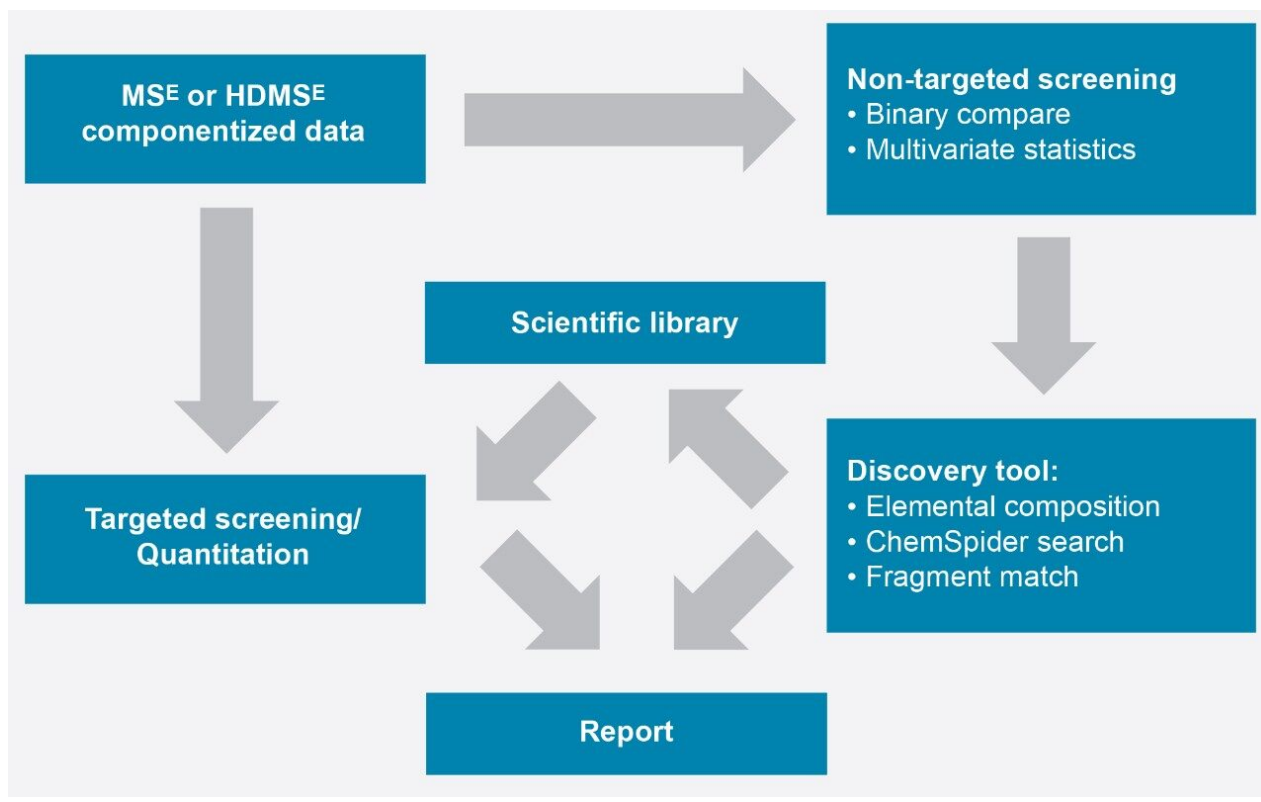 MSᴱ or HDMSᴱ
componentized data
Non-targeted screening
• Binary compare
• Multivariate statistics
Scientific library
Targeted screening/
Quantitation
Discovery tool:
• Elemental composition
• ChemSpider search
• Fragment match
Report